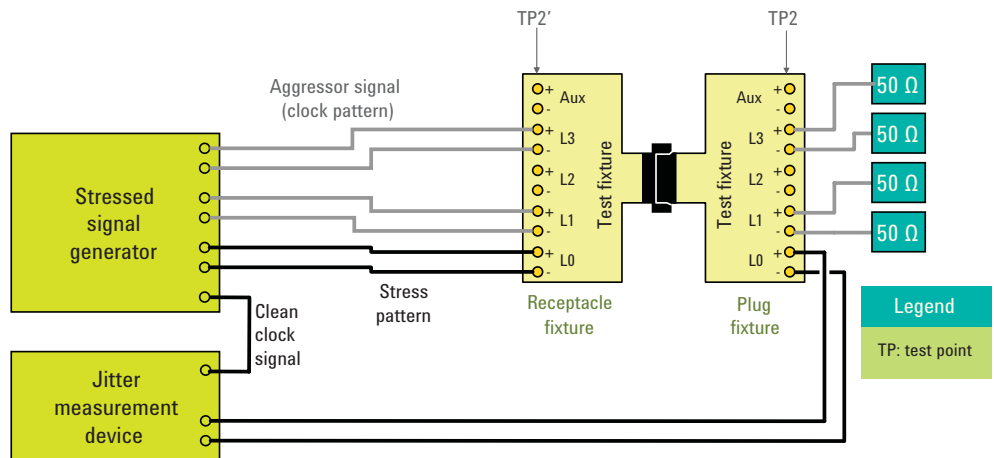 TP2′
TP2
Aggressor signal
(clock pattern)
Stressed
signal
generator
Clean
clock
signal
Stress
pattern
Jitter
measurement
device
+
Aux
-
+
L3
-
+
L2
-
+
L1
-
+
L0
-
Test fixture
Receptacle
fixture
Test fixture
Aux
+
-
L3
+
-
L2
+
-
L1
+
-
L0
+
-
Plug
fixture
50 Ω
50 Ω
50 Ω
50 Ω
Legend
TP: test point